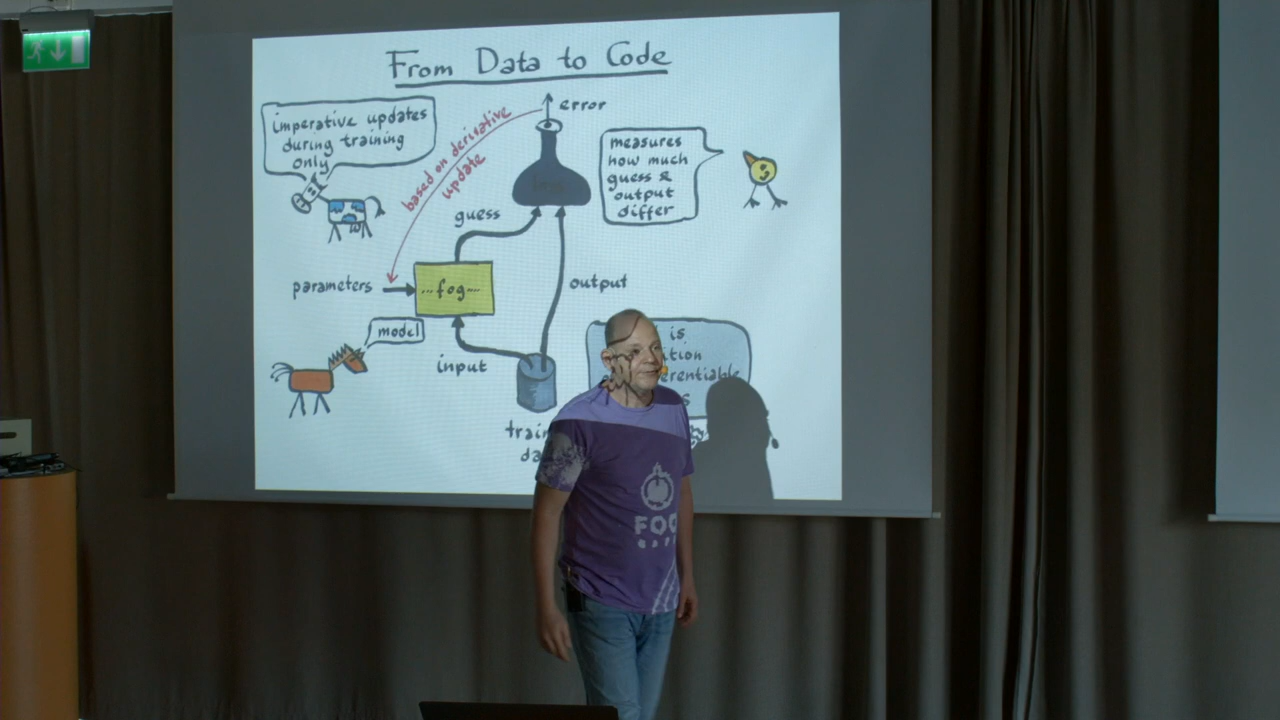 From Data to Code
imperative updates
during training
only
based on derivative
update
error
measures
how much
guess &
output
differ
guess
parameters
...fog...
output
model
input
is